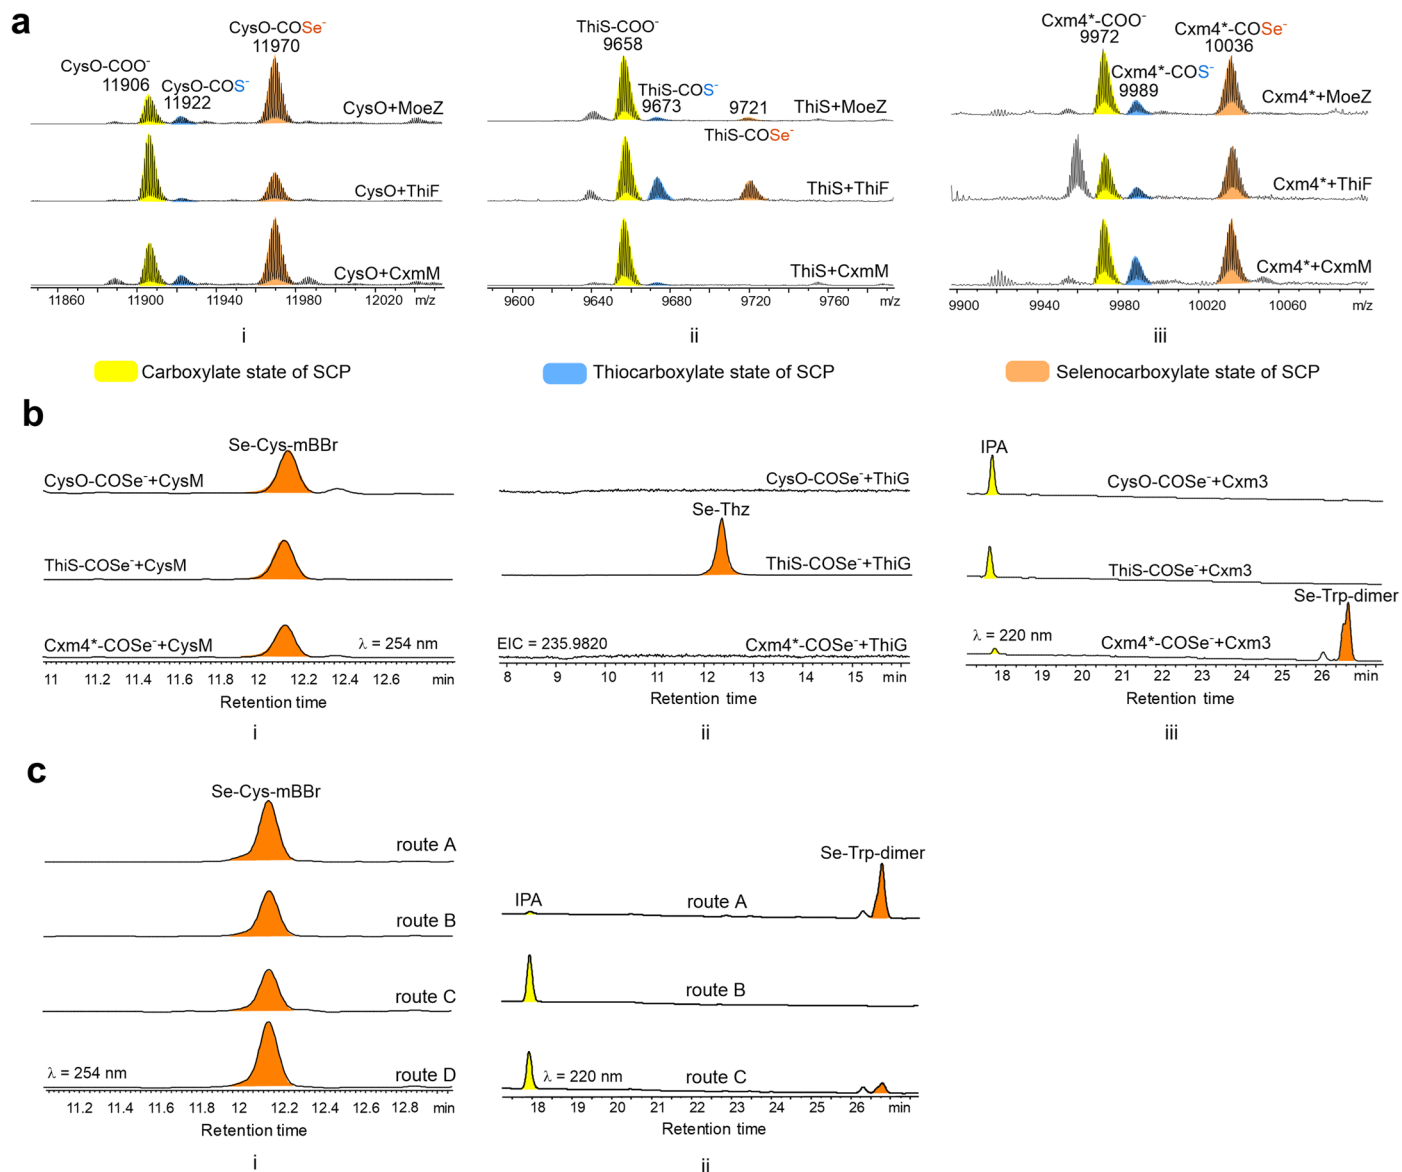 a
CysO-COSe⁻
11970
CysO-COO⁻
11906
CysO-COS⁻
11922
CysO+MoeZ
CysO+ThiF
CysO+CxmM
11860 11900 11940 11980 12020 m/z
i
ThiS-COO⁻
9658
ThiS-COS⁻
9673
9721
ThiS+MoeZ
ThiS-COSe⁻
ThiS+ThiF
ThiS+CxmM
9600 9640 9680 9720 9760 m/z
ii
Cxm4*-COO⁻
9972
Cxm4*-COSe⁻
10036
Cxm4*-COS⁻
9989
Cxm4*+MoeZ
Cxm4*+ThiF
Cxm4*+CxmM
9900 9940 9980 10020 10060 m/z
iii
Carboxylate state of SCP
Thiocarboxylate state of SCP
Selenocarboxylate state of SCP
b
Se-Cys-mBBr
CysO-COSe⁻+CysM
ThiS-COSe⁻+CysM
Cxm4*-COSe⁻+CysM
λ = 254 nm
11 11.2 11.4 11.6 11.8 12 12.2 12.4 12.6 min
Retention time
i
CysO-COSe⁻+ThiG
Se-Thz
ThiS-COSe⁻+ThiG
EIC = 235.9820
Cxm4*-COSe⁻+ThiG
8 9 10 11 12 13 14 15 min
Retention time
ii
IPA
CysO-COSe⁻+Cxm3
ThiS-COSe⁻+Cxm3
Se-Trp-dimer
λ = 220 nm
Cxm4*-COSe⁻+Cxm3
18 19 20 21 22 23 24 25 26 min
Retention time
iii
c
Se-Cys-mBBr
route A
route B
route C
λ = 254 nm
route D
11.2 11.4 11.6 11.8 12 12.2 12.4 12.6 12.8 min
Retention time
i
Se-Trp-dimer
IPA
route A
route B
λ = 220 nm
route C
18 19 20 21 22 23 24 25 26 min
Retention time
ii